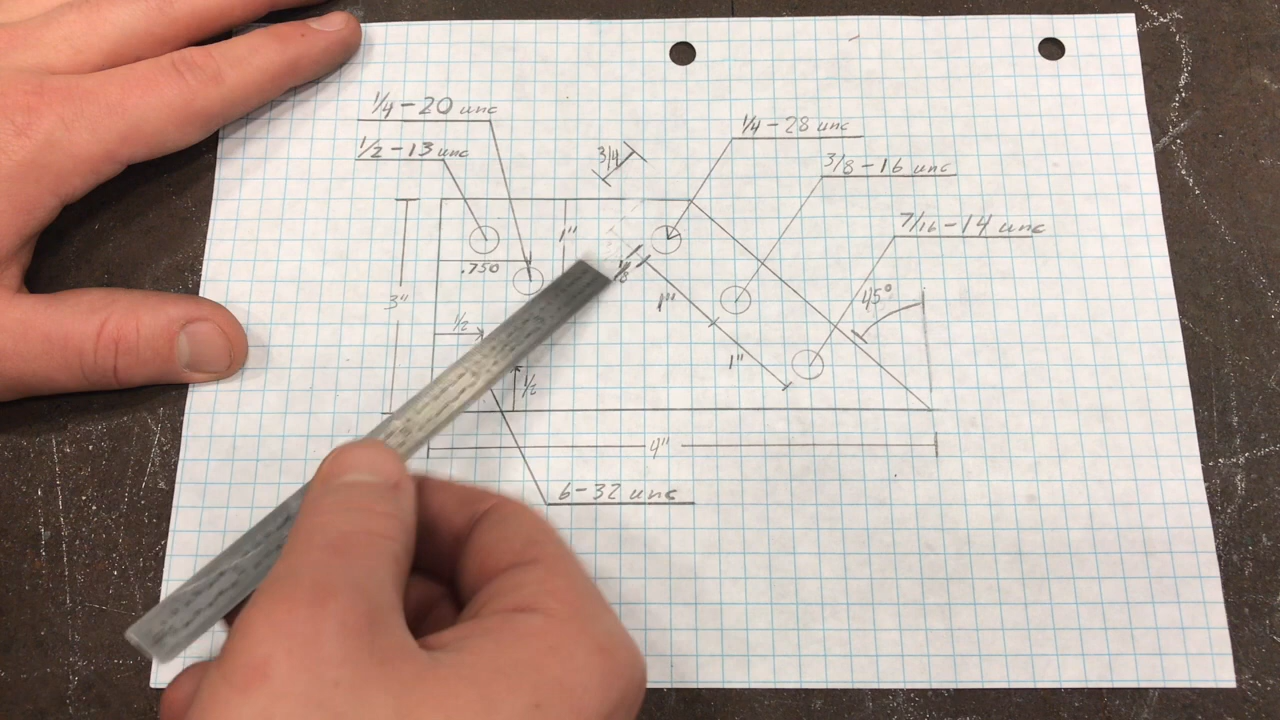 1/4-20 unc
1/2-13 unc
1/4-28 unc
3/4
3/8-16 unc
7/16-14 unc
1"
.750
1/8
3"
1"
45°
1/2
1"
1/2
4"
6-32 unc